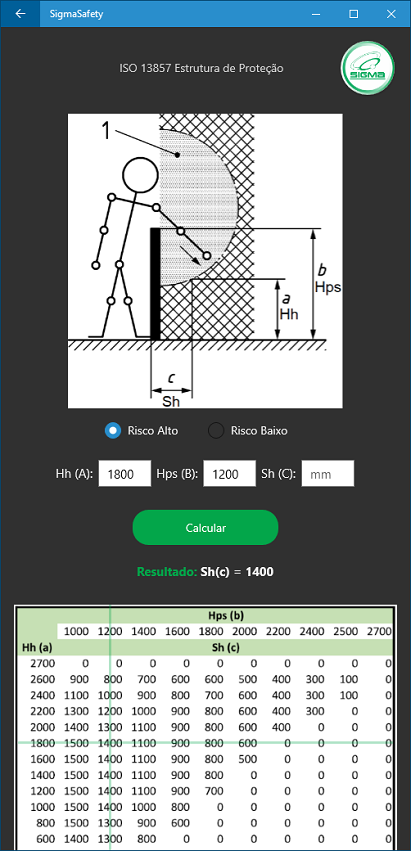 SigmaSafety
ISO 13857 Estrutura de Proteção
SIGMA
1
b
Hps
a
Hh
c
Sh
Risco Alto Risco Baixo
Hh (A): 1800 Hps (B): 1200 Sh (C): mm
Calcular
Resultado: Sh(c) = 1400
Hps (b)
1000 1200 1400 1600 1800 2000 2200 2400 2500 2700
Hh (a) Sh (c)
2700 0 0 0 0 0 0 0 0 0 0
2600 900 800 700 600 600 500 400 300 100 0
2400 1100 1000 900 800 700 600 400 300 100 0
2200 1300 1200 1000 900 800 600 400 300 0 0
2000 1400 1300 1100 900 800 600 400 0 0 0
1800 1500 1400 1100 900 800 600 0 0 0 0
1600 1500 1400 1100 900 800 500 0 0 0 0
1400 1500 1400 1100 900 800 0 0 0 0 0
1200 1500 1400 1100 900 700 0 0 0 0 0
1000 1500 1400 1000 800 0 0 0 0 0 0
800 1500 1300 900 600 0 0 0 0 0 0
600 1400 1300 800 0 0 0 0 0 0 0